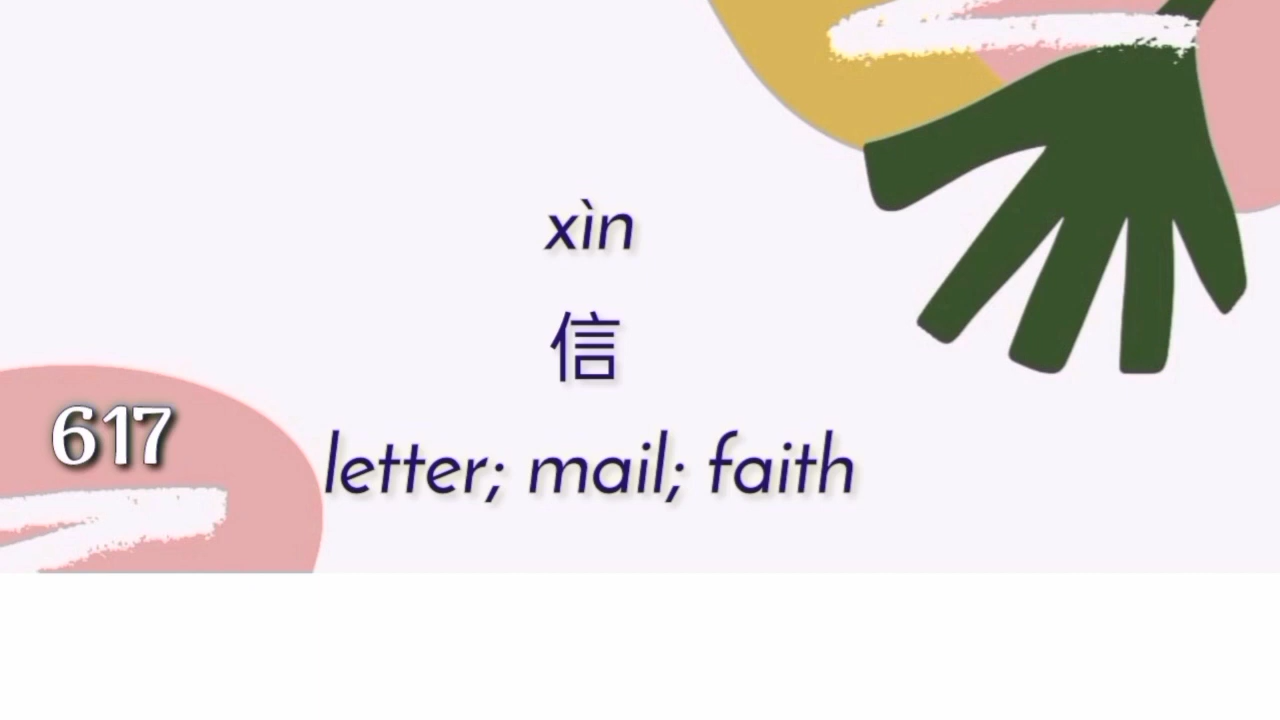 xìn
信
617
letter; mail; faith